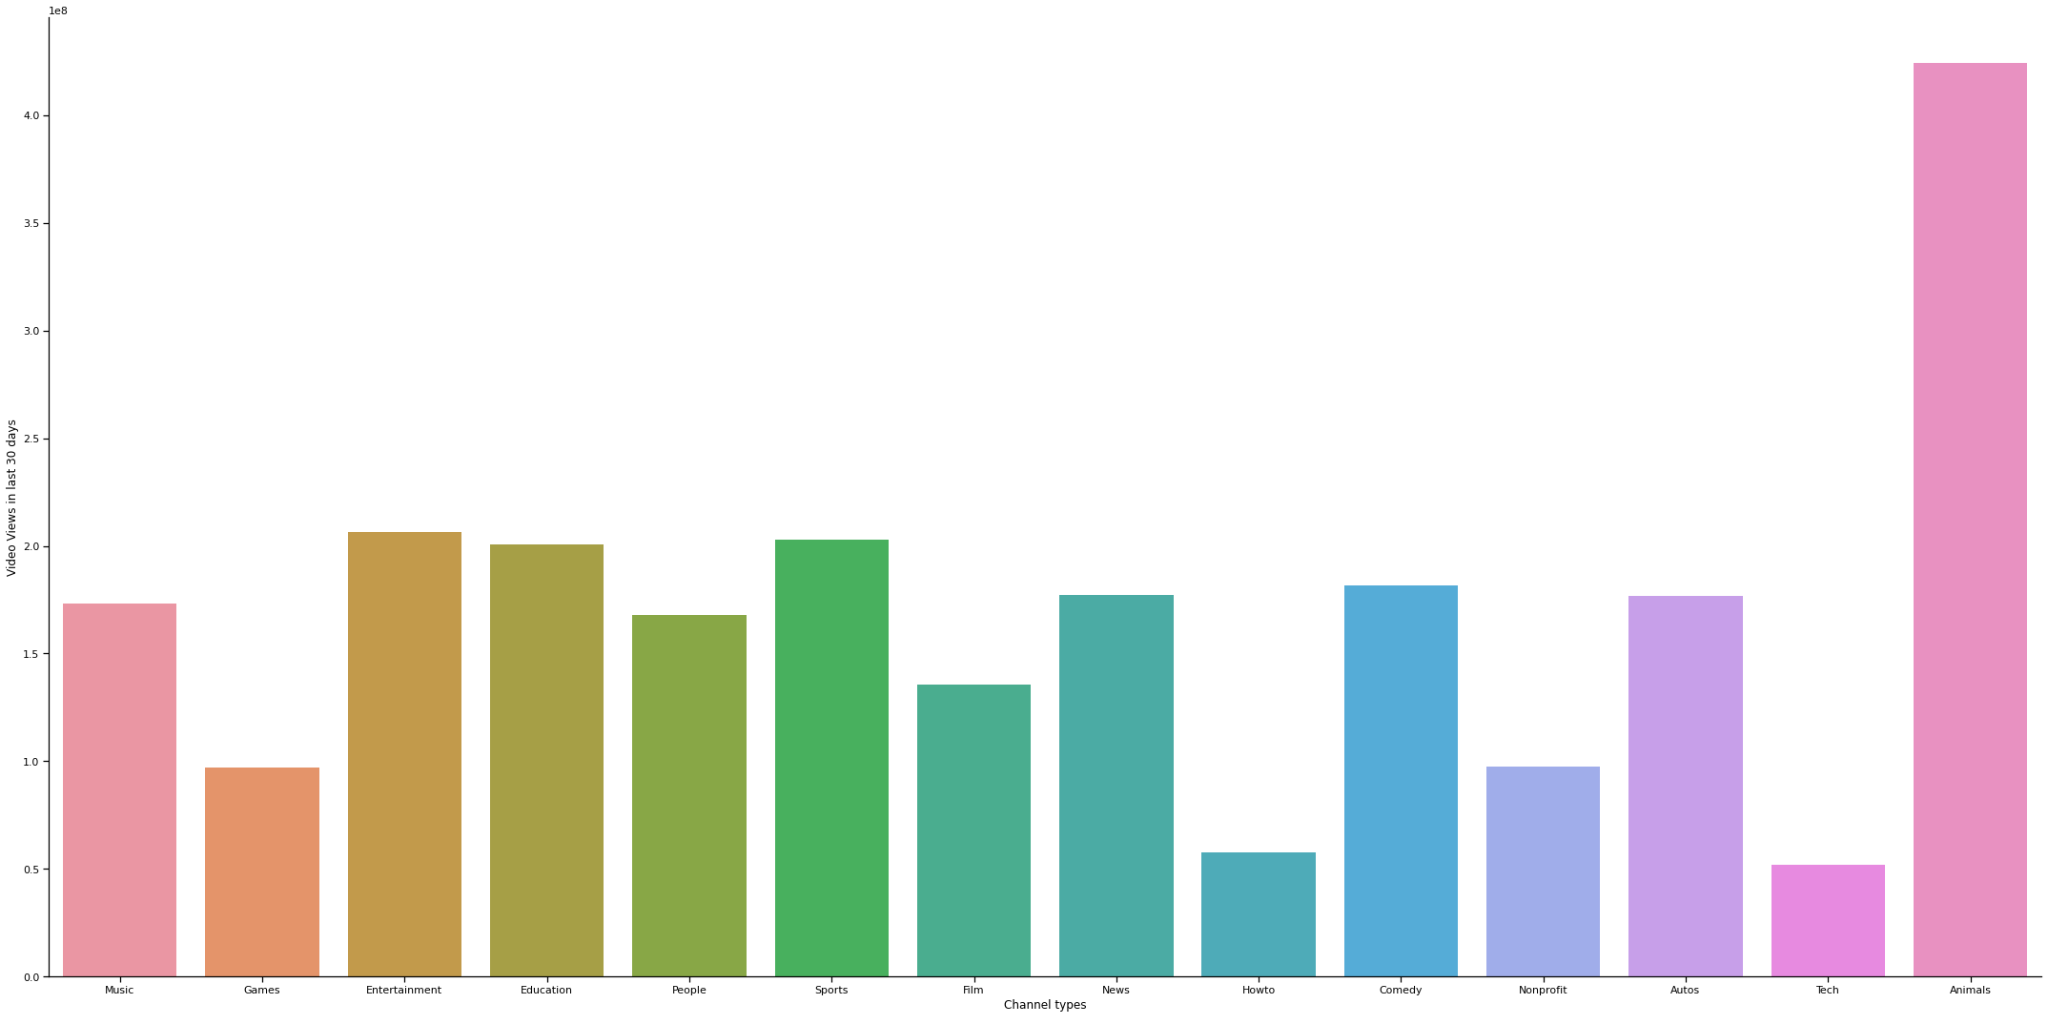 1e8
4.0
3.5
3.0
2.5
2.0
1.5
1.0
0.5
0.0
Video Views in last 30 days
Music Games Entertainment Education People Sports Film News Howto Comedy Nonprofit Autos Tech Animals
Channel types